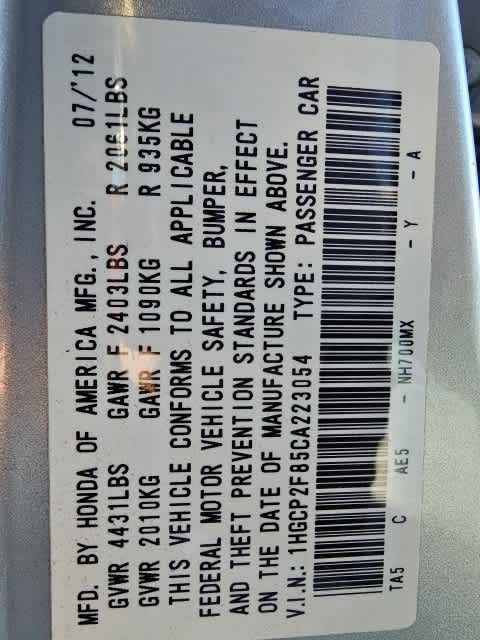 MFD. BY HONDA OF AMERICA MFG., INC. 07/'12
GVWR 4431LBS GAWR F 2403LBS R 2061LBS
GVWR 2010KG GAWR F 1090KG R 935KG
THIS VEHICLE CONFORMS TO ALL APPLICABLE
FEDERAL MOTOR VEHICLE SAFETY, BUMPER,
AND THEFT PREVENTION STANDARDS IN EFFECT
ON THE DATE OF MANUFACTURE SHOWN ABOVE.
V.I.N.: 1HGCP2F85CA223054 TYPE: PASSENGER CAR
TA5 C AE5 - NH700MX - Y - A